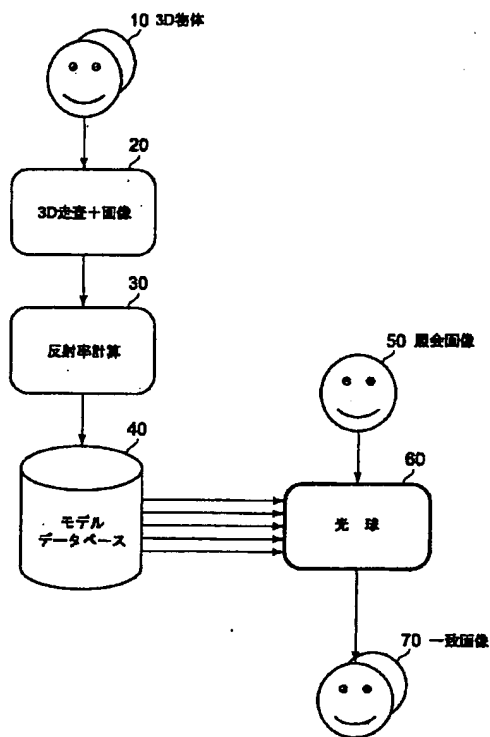 10 3D物体
20
3D走査+画像
30
反射率計算
40
モデル
データベース
50 照会画像
60
光 球
70 一致画像